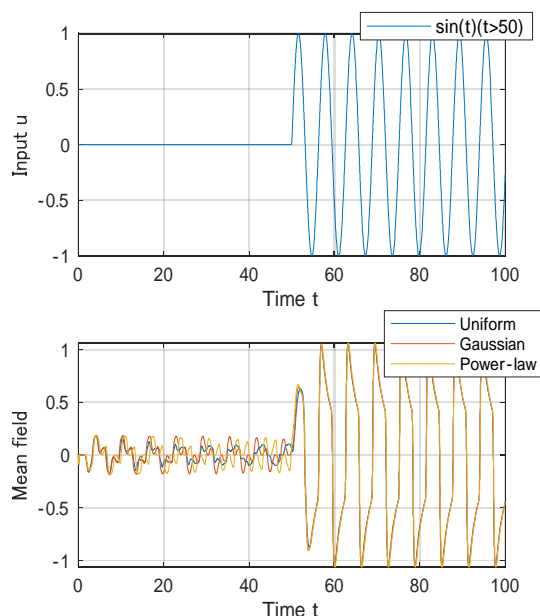 sin(t)(t>50)
1
0.5
0
-0.5
-1
Input u
0 20 40 60 80 100
Time t
Uniform
Gaussian
Power-law
1
0.5
0
-0.5
-1
Mean field
0 20 40 60 80 100
Time t